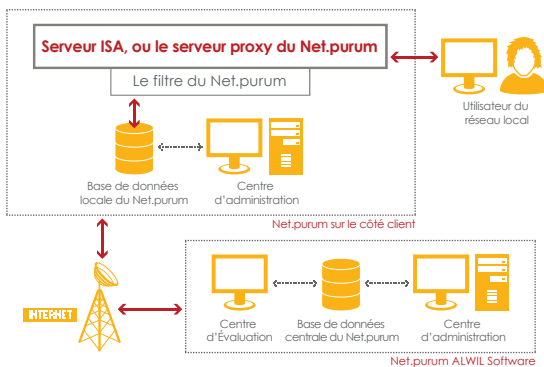 Serveur ISA, ou le serveur proxy du Net.purum
Le filtre du Net.purum
Utilisateur du
réseau local
Base de données
locale du Net.purum
Centre
d'administration
Net.purum sur le côté client
INTERNET
Centre
d'Évaluation
Base de données
centrale du Net.purum
Centre
d'administration
Net.purum ALWIL Software